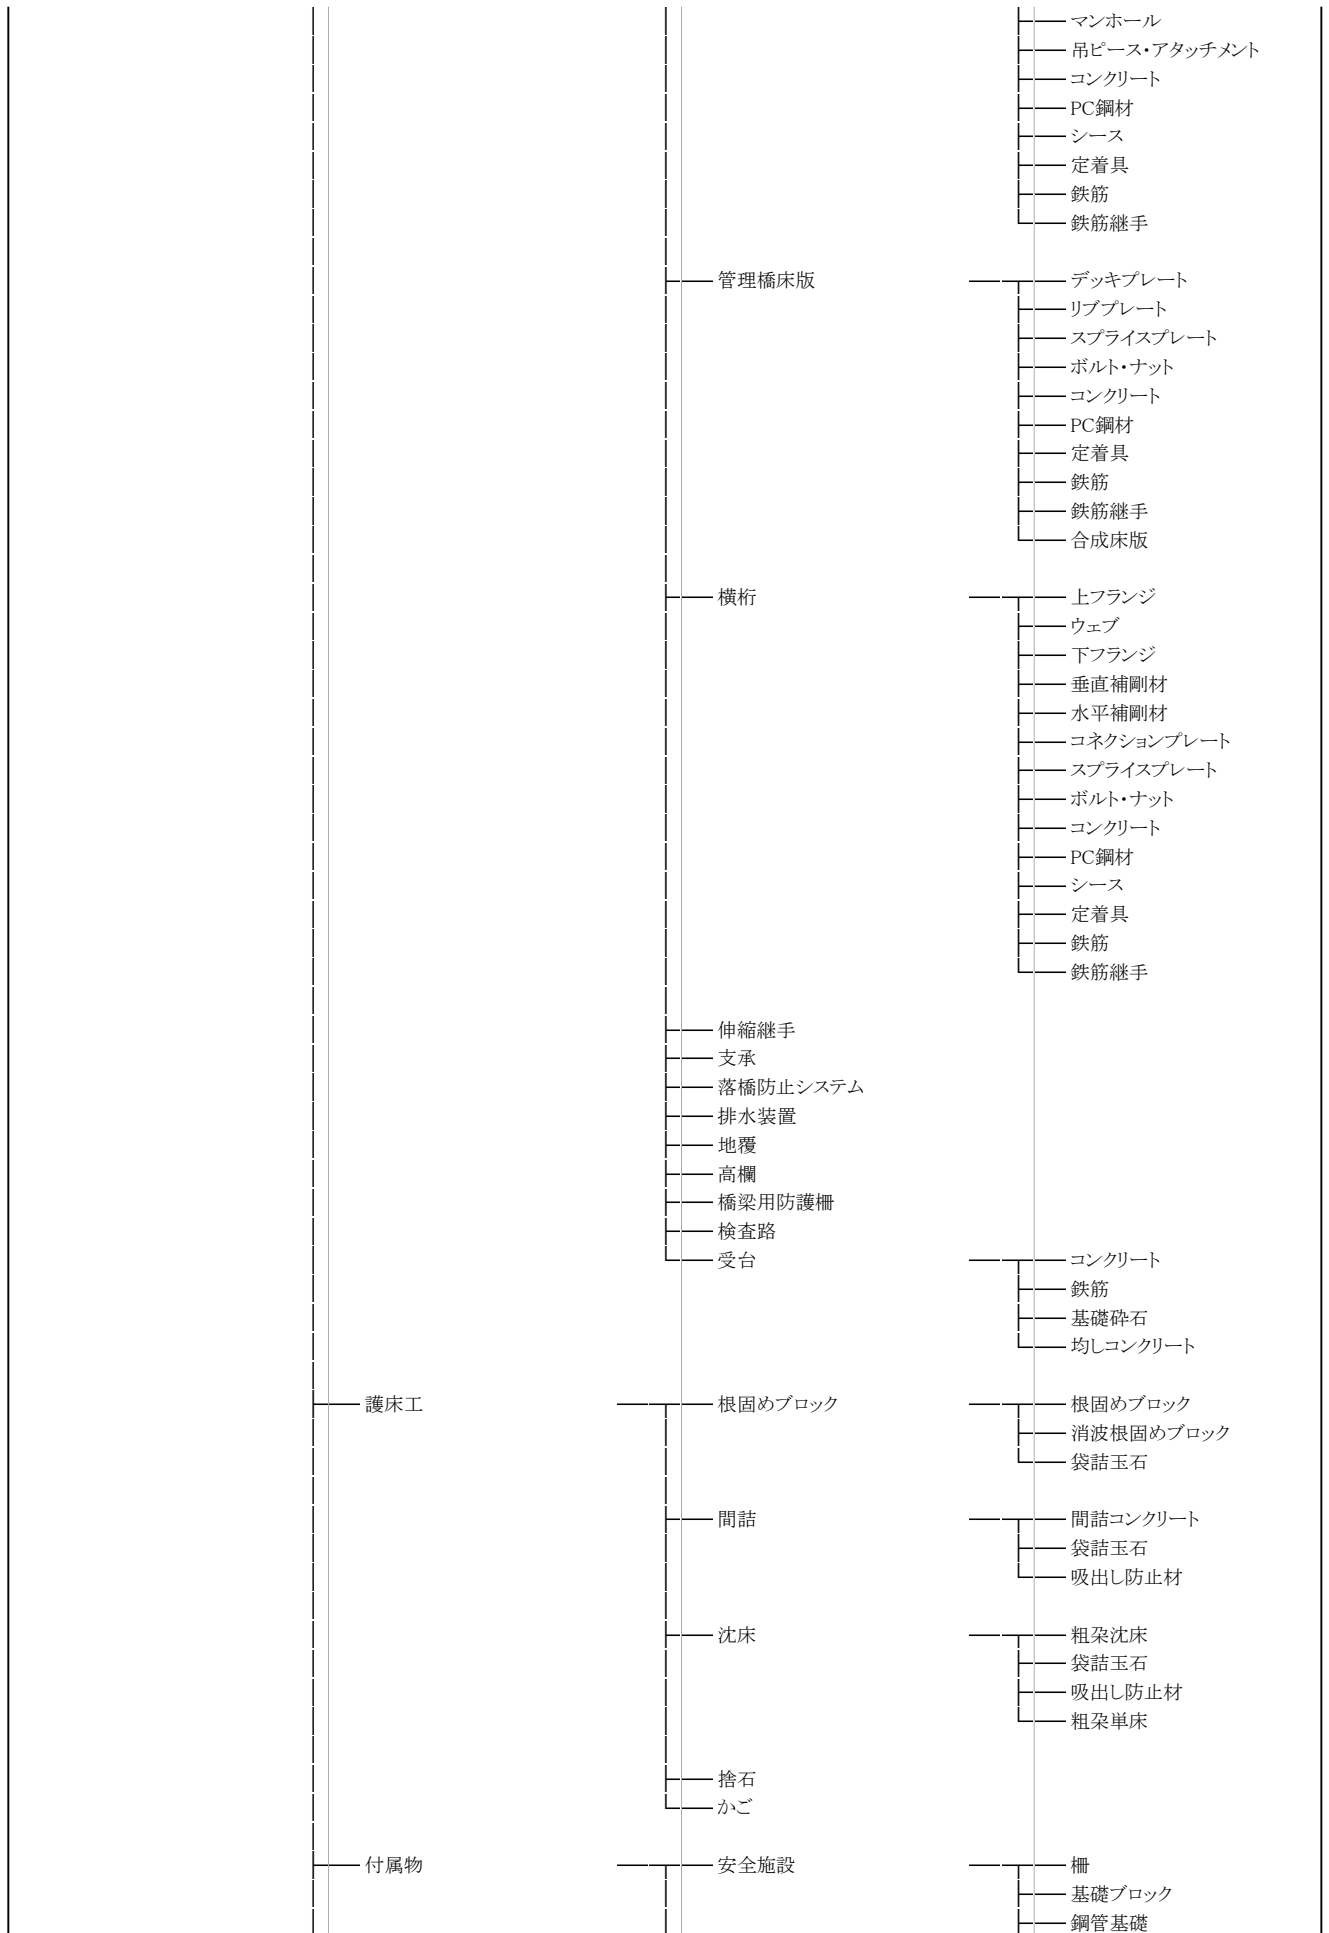 マンホール
吊ピース・アタッチメント
コンクリート
PC鋼材
シース
定着具
鉄筋
鉄筋継手
管理橋床版 デッキプレート
リブプレート
スプライスプレート
ボルト・ナット
コンクリート
PC鋼材
定着具
鉄筋
鉄筋継手
合成床版
横桁 上フランジ
ウェブ
下フランジ
垂直補剛材
水平補剛材
コネクションプレート
スプライスプレート
ボルト・ナット
コンクリート
PC鋼材
シース
定着具
鉄筋
鉄筋継手
伸縮継手
支承
落橋防止システム
排水装置
地覆
高欄
橋梁用防護柵
検査路
受台 コンクリート
鉄筋
基礎砕石
均しコンクリート
護床工 根固めブロック 根固めブロック
消波根固めブロック
袋詰玉石
間詰 間詰コンクリート
袋詰玉石
吸出し防止材
沈床 粗朶沈床
袋詰玉石
吸出し防止材
粗朶単床
捨石
かご
付属物 安全施設 柵
基礎ブロック
鋼管基礎